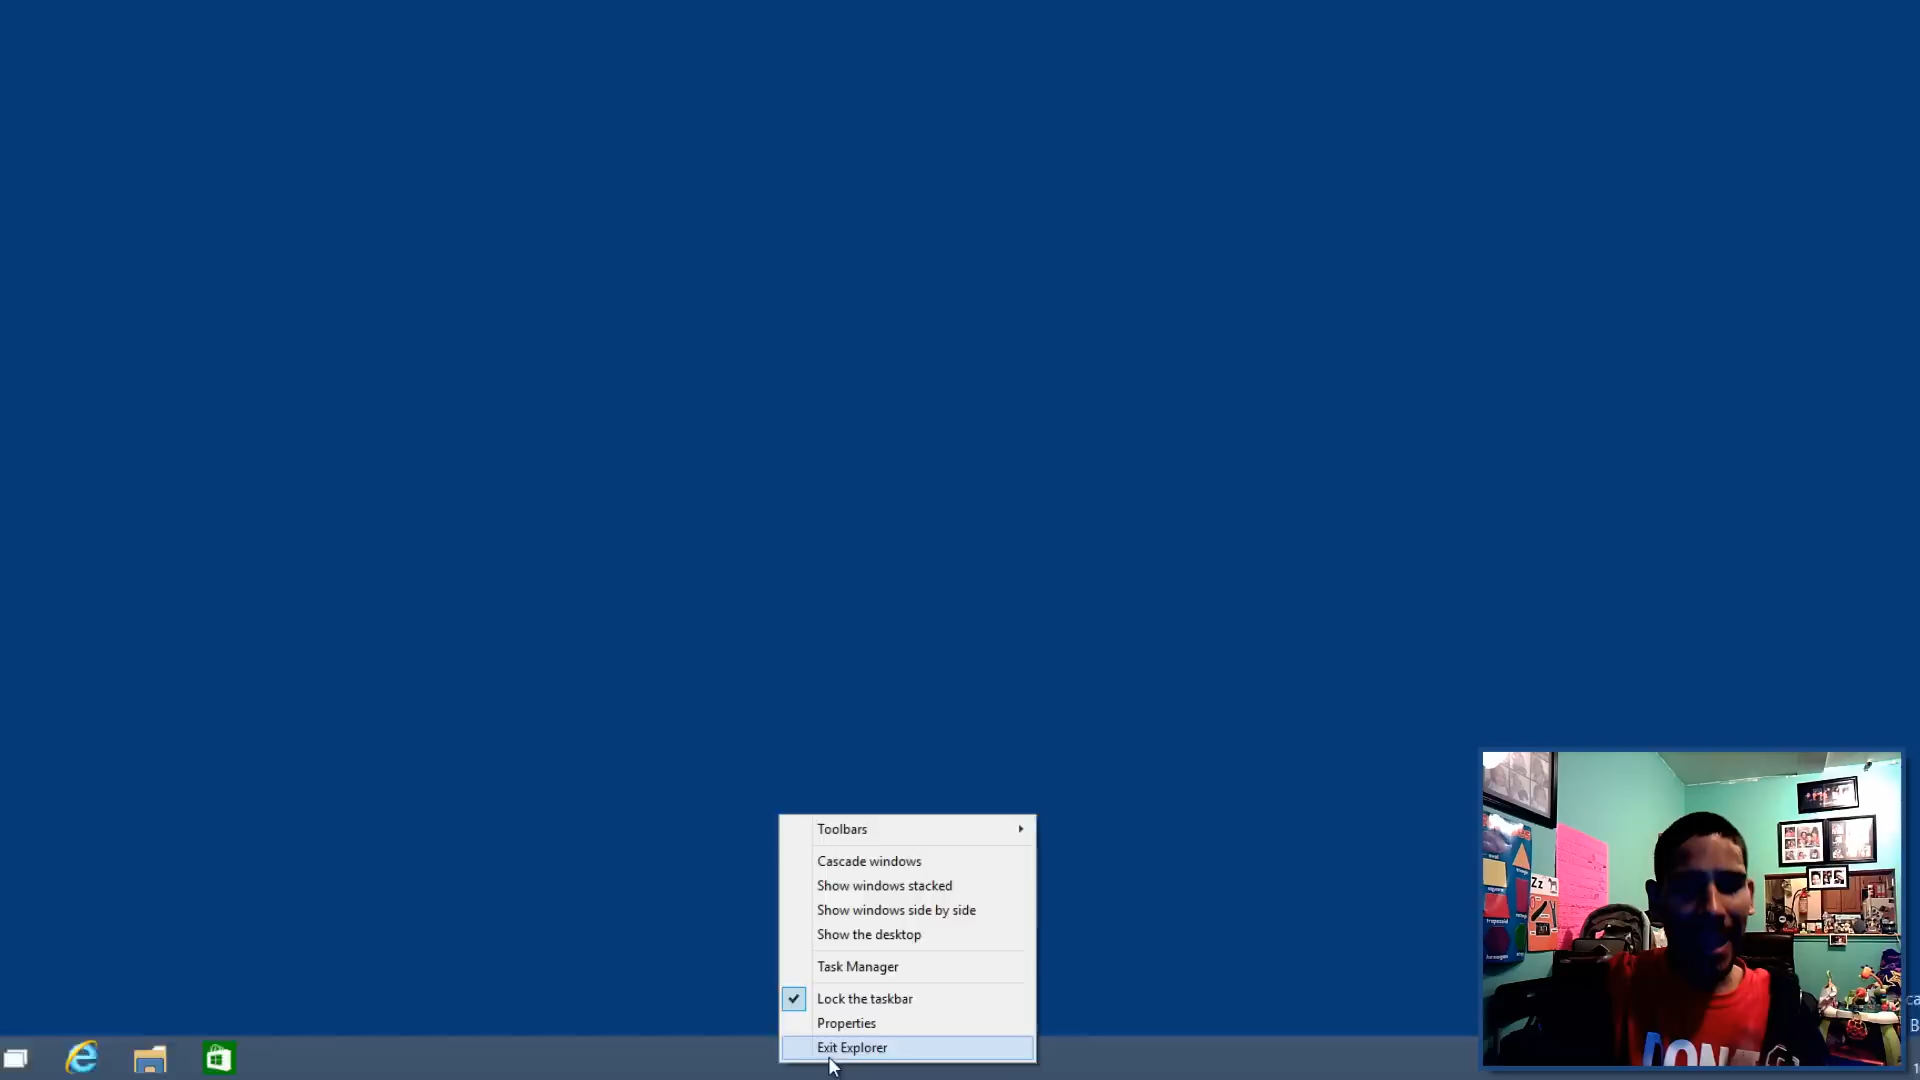 Toolbars
Cascade windows
Show windows stacked
Show windows side by side
Show the desktop
Task Manager
Lock the taskbar
Properties
Exit Explorer
Zz